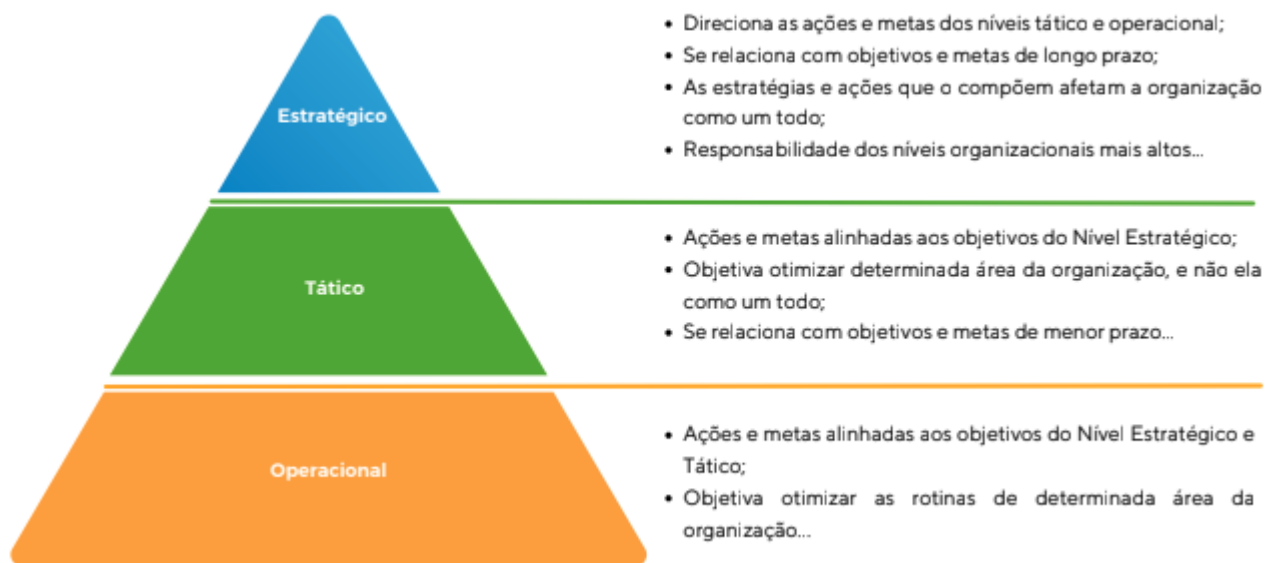 Estratégico
• Direciona as ações e metas dos níveis tático e operacional;
• Se relaciona com objetivos e metas de longo prazo;
• As estratégias e ações que o compõem afetam a organização
como um todo;
• Responsabilidade dos níveis organizacionais mais altos...
Tático
• Ações e metas alinhadas aos objetivos do Nível Estratégico;
• Objetiva otimizar determinada área da organização, e não ela
como um todo;
• Se relaciona com objetivos e metas de menor prazo...
Operacional
• Ações e metas alinhadas aos objetivos do Nível Estratégico e
Tático;
• Objetiva otimizar as rotinas de determinada área da
organização...